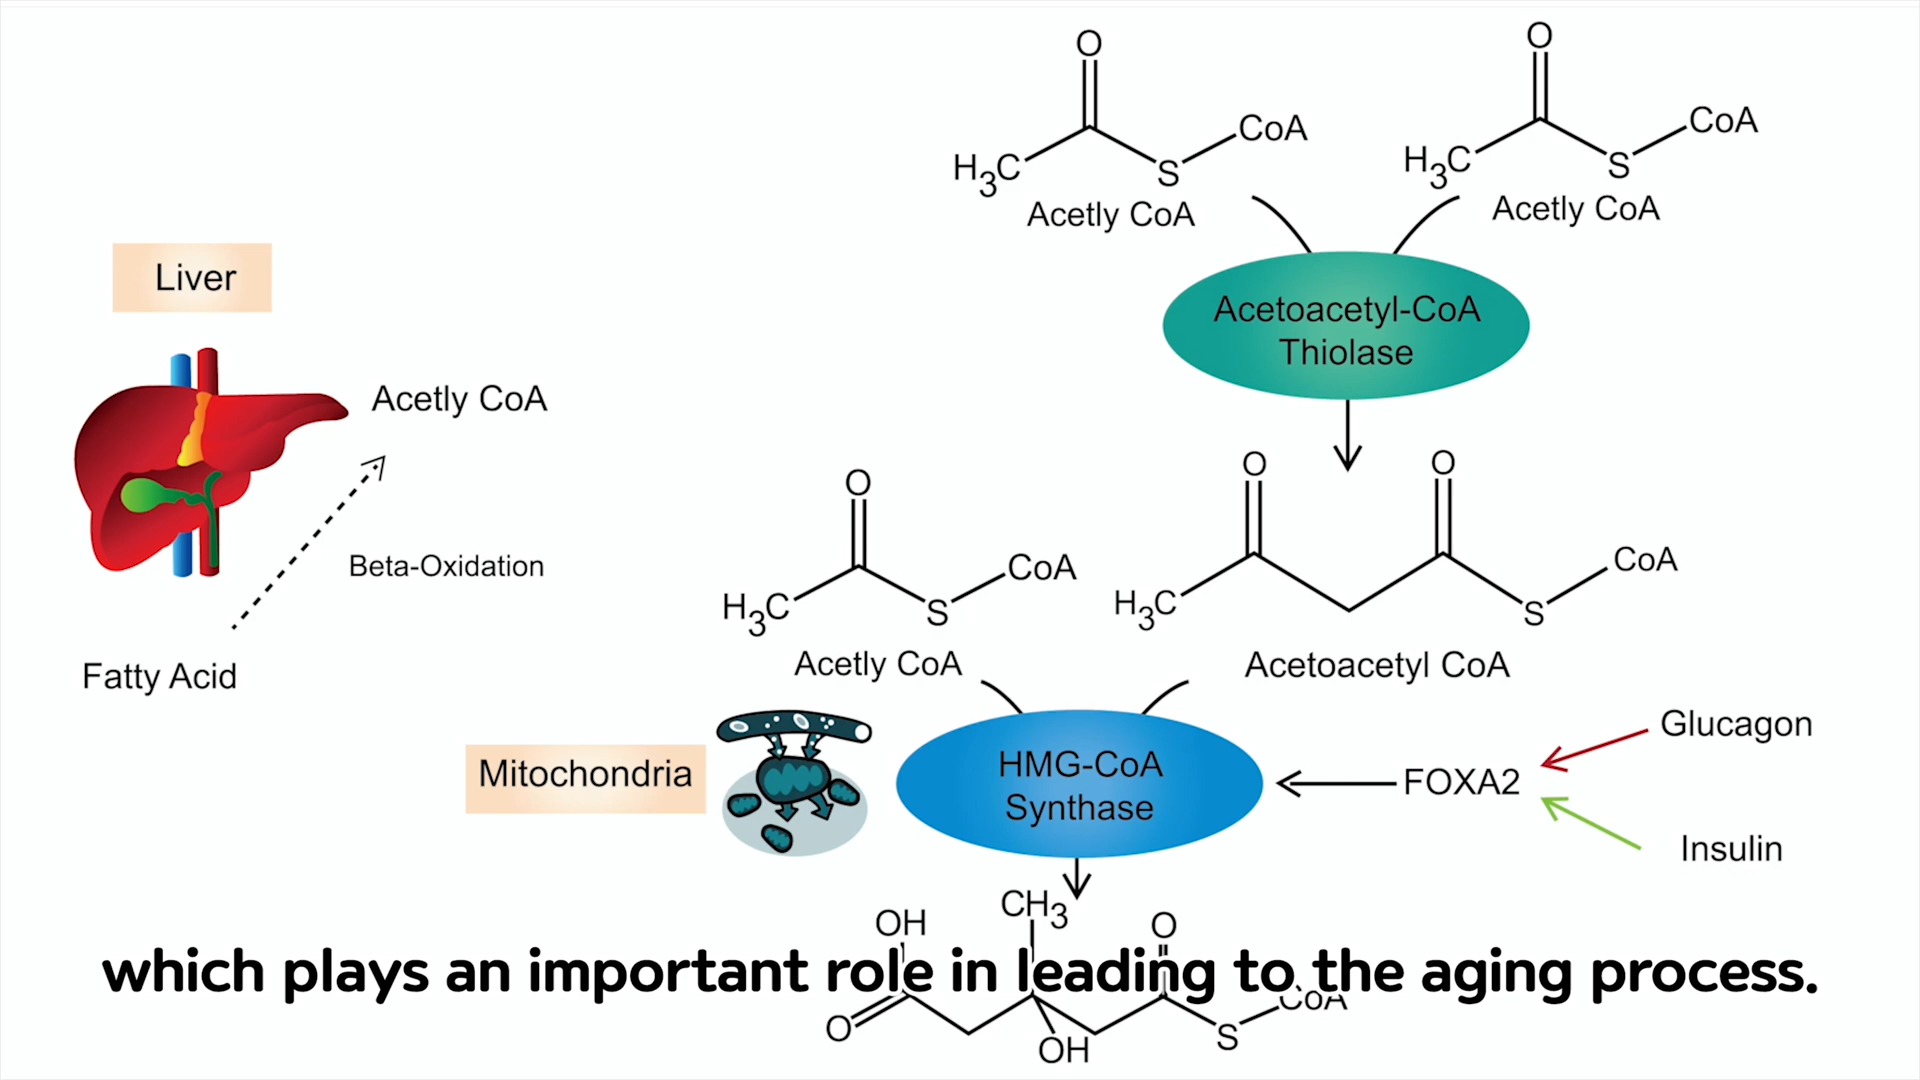 O
O
CoA
CoA
H3C
S
H3C
S
Acetly CoA
Acetly CoA
Liver
Acetoacetyl-CoA
Thiolase
Acetly CoA
O
O
O
Beta-Oxidation
CoA
CoA
H3C
S
H3C
S
Fatty Acid
Acetly CoA
Acetoacetyl CoA
Mitochondria
HMG-CoA
Synthase
FOXA2
Glucagon
Insulin
CH3
OH
O
which plays an important role in leading to the aging process.
CoA
O
S
OH